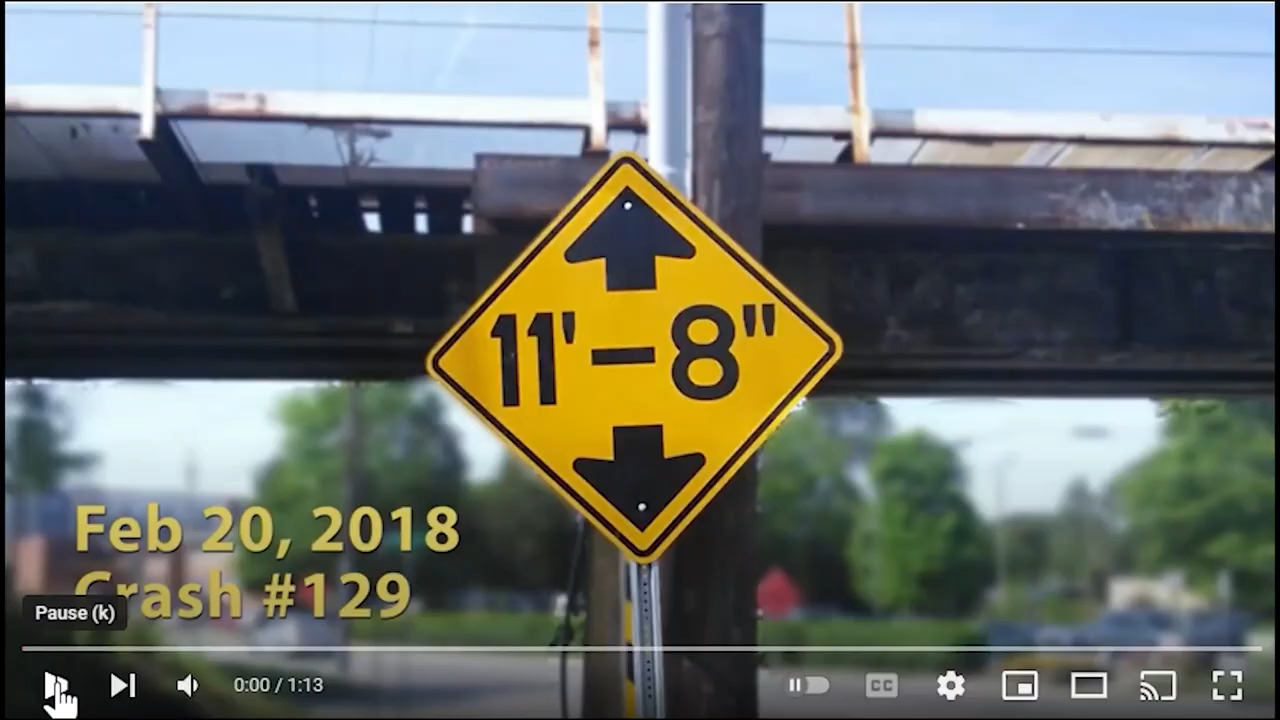 11'-8"
Feb 20, 2018
Crash #129
Pause (k)
0:00 / 1:13
CC